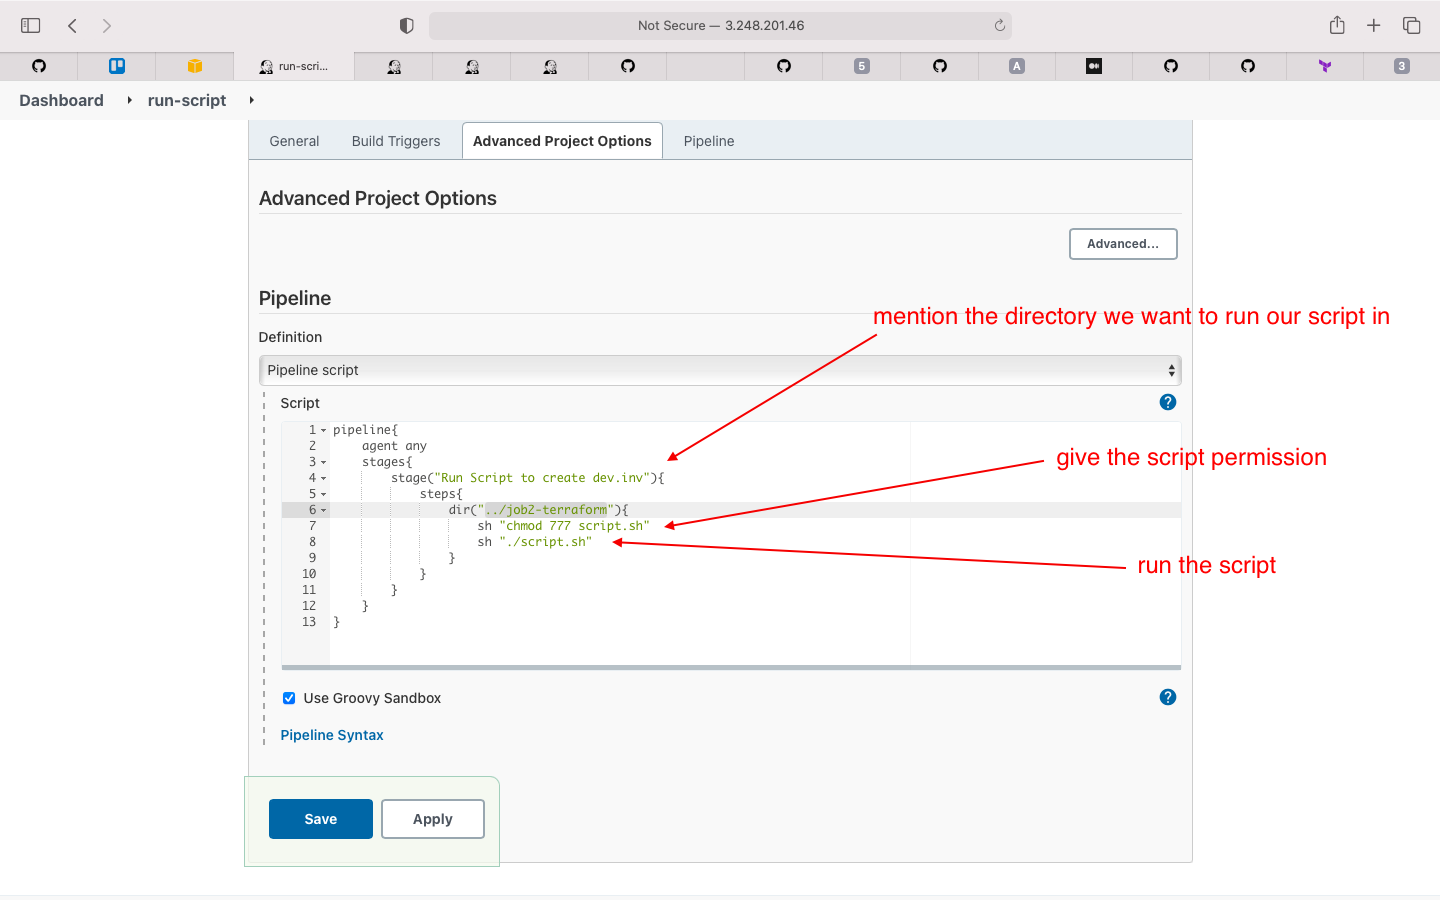 Not Secure — 3.248.201.46
run-scri...
5
A
3
Dashboard
run-script
General
Build Triggers
Advanced Project Options
Pipeline
Advanced Project Options
Advanced...
Pipeline
mention the directory we want to run our script in
Definition
Pipeline script
Script
?
1 pipeline{
2     agent any
3     stages{
4         stage("Run Script to create dev.inv"){
5             steps{
6                 dir("../job2-terraform"){
7                     sh "chmod 777 script.sh"
8                     sh "./script.sh"
9                 }
10             }
11         }
12     }
13 }
give the script permission
run the script
Use Groovy Sandbox
?
Pipeline Syntax
Save
Apply